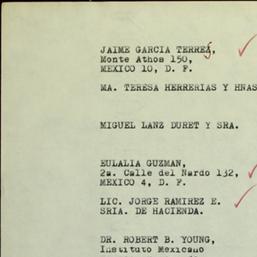 JAIME GARCIA TERRES,
Monte Athos 150,
MEXICO 10, D. F.
MA. TERESA HERRERIAS Y HNAS
MIGUEL LANZ DURET Y SRA.
EULALIA GUZMAN,
2a. Calle del Nardo 132,
MEXICO 4, D. F.
LIC. JORGE RAMIREZ E.
SRIA. DE HACIENDA.
DR. ROBERT B. YOUNG,
Instituto Mexicano